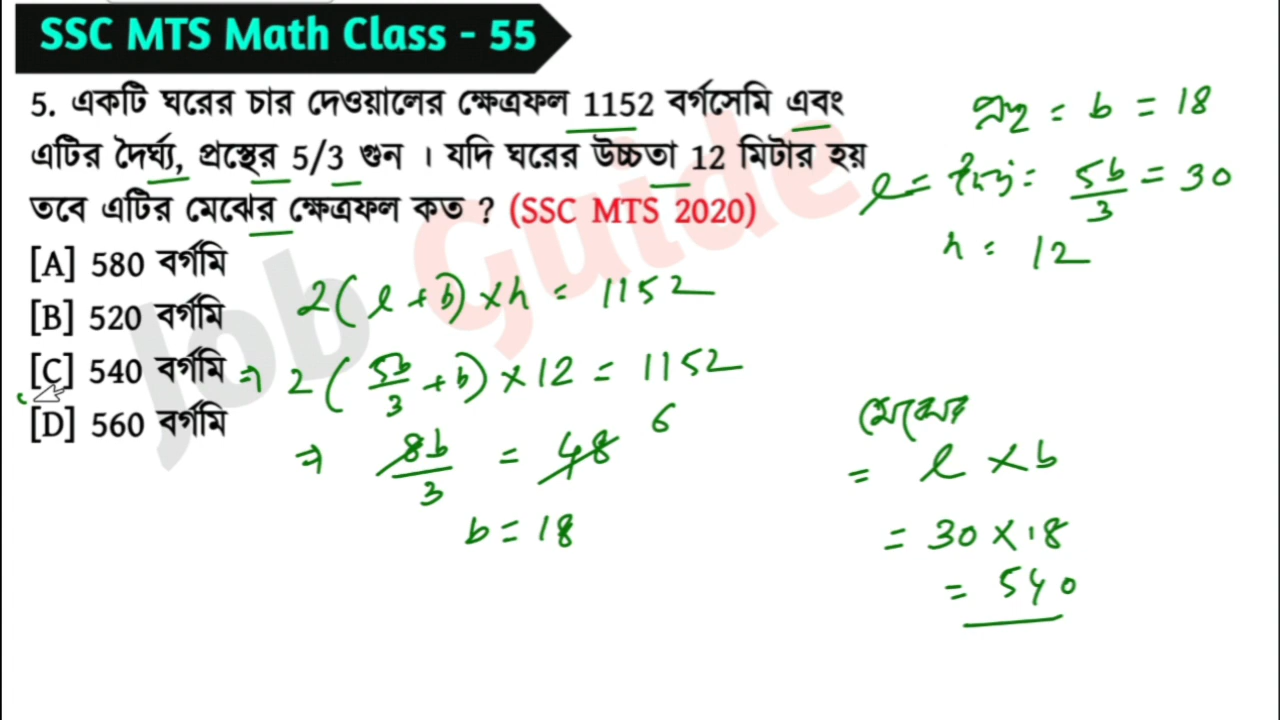 SSC MTS Math Class - 55
5. একটি ঘরের চার দেওয়ালের ক্ষেত্রফল 1152 বর্গসেমি এবং
এটির দৈর্ঘ্য, প্রস্থের 5/3 গুন । যদি ঘরের উচ্চতা 12 মিটার হয়
তবে এটির মেঝের ক্ষেত্রফল কত ? (SSC MTS 2020)
[A] 580 বর্গমি
[B] 520 বর্গমি
[C] 540 বর্গমি
[D] 560 বর্গমি
2(l+b)×h = 1152
⇒ 2(5b/3+b)×12 = 1152
⇒ 8b/3 = 48 6
b = 18
প্রস্থ = b = 18
l = দৈর্ঘ্য = 5b/3 = 30
h = 12
মেঝের
= l × b
= 30 × 18
= 540
Job Guide